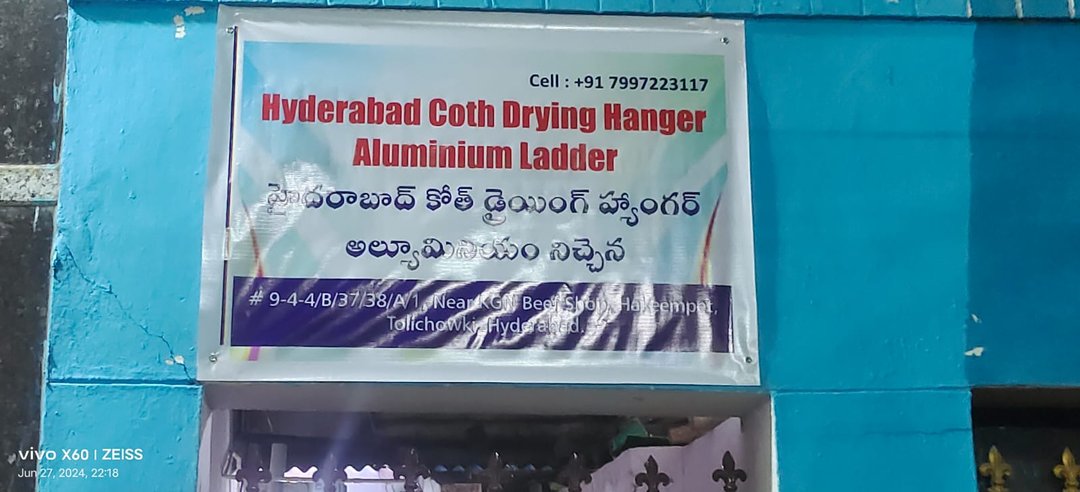 Cell : +91 7997223117
Hyderabad Coth Drying Hanger
Aluminium Ladder
హైదరాబాద్ కోత్ డ్రైయింగ్ హ్యాంగర్
అల్యూమినియం నిచ్చెన
# 9-4-4/B/37/38/A/1, Near KGN Beef Shop, Hakeempet,
Tolichowki, Hyderabad.
vivo X60 | ZEISS
Jun 27, 2024, 22:18